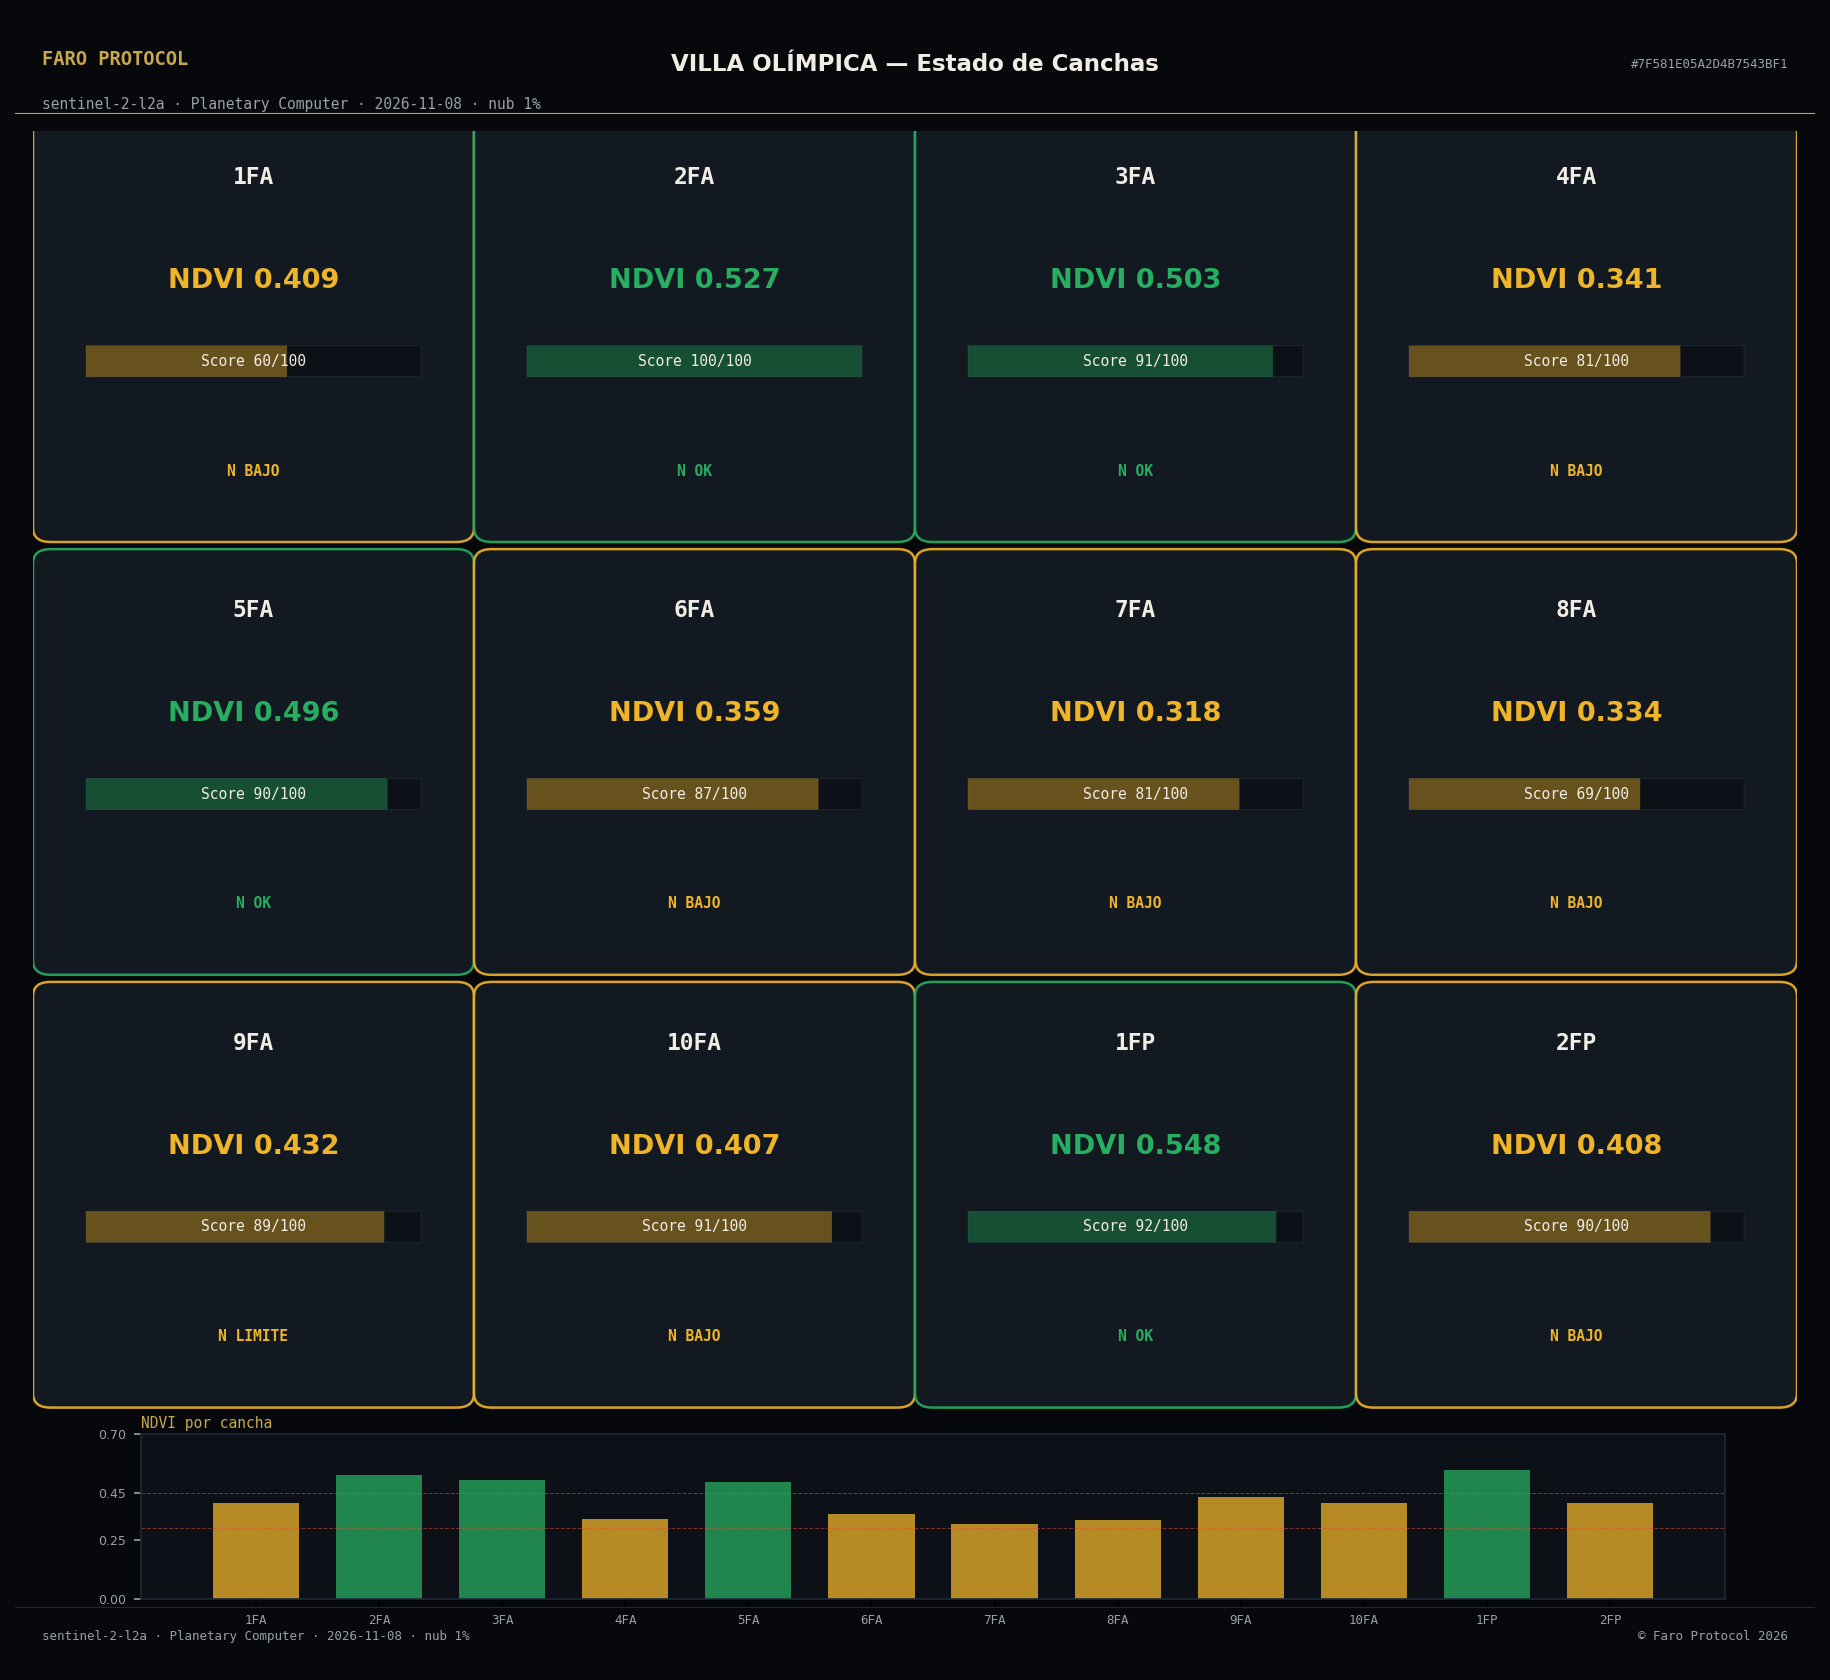 FARO PROTOCOL
VILLA OLÍMPICA — Estado de Canchas
#7F581E05A2D4B7543BF1
sentinel-2-l2a · Planetary Computer · 2026-11-08 · nub 1%
1FA
2FA
3FA
4FA
NDVI 0.409
NDVI 0.527
NDVI 0.503
NDVI 0.341
Score 60/100
Score 100/100
Score 91/100
Score 81/100
N BAJO
N OK
N OK
N BAJO
5FA
6FA
7FA
8FA
NDVI 0.496
NDVI 0.359
NDVI 0.318
NDVI 0.334
Score 90/100
Score 87/100
Score 81/100
Score 69/100
N OK
N BAJO
N BAJO
N BAJO
9FA
10FA
1FP
2FP
NDVI 0.432
NDVI 0.407
NDVI 0.548
NDVI 0.408
Score 89/100
Score 91/100
Score 92/100
Score 90/100
N LIMITE
N BAJO
N OK
N BAJO
NDVI por cancha
0.70
0.45
0.25
0.00
1FA
2FA
3FA
4FA
5FA
6FA
7FA
8FA
9FA
10FA
1FP
2FP
sentinel-2-l2a · Planetary Computer · 2026-11-08 · nub 1%
© Faro Protocol 2026